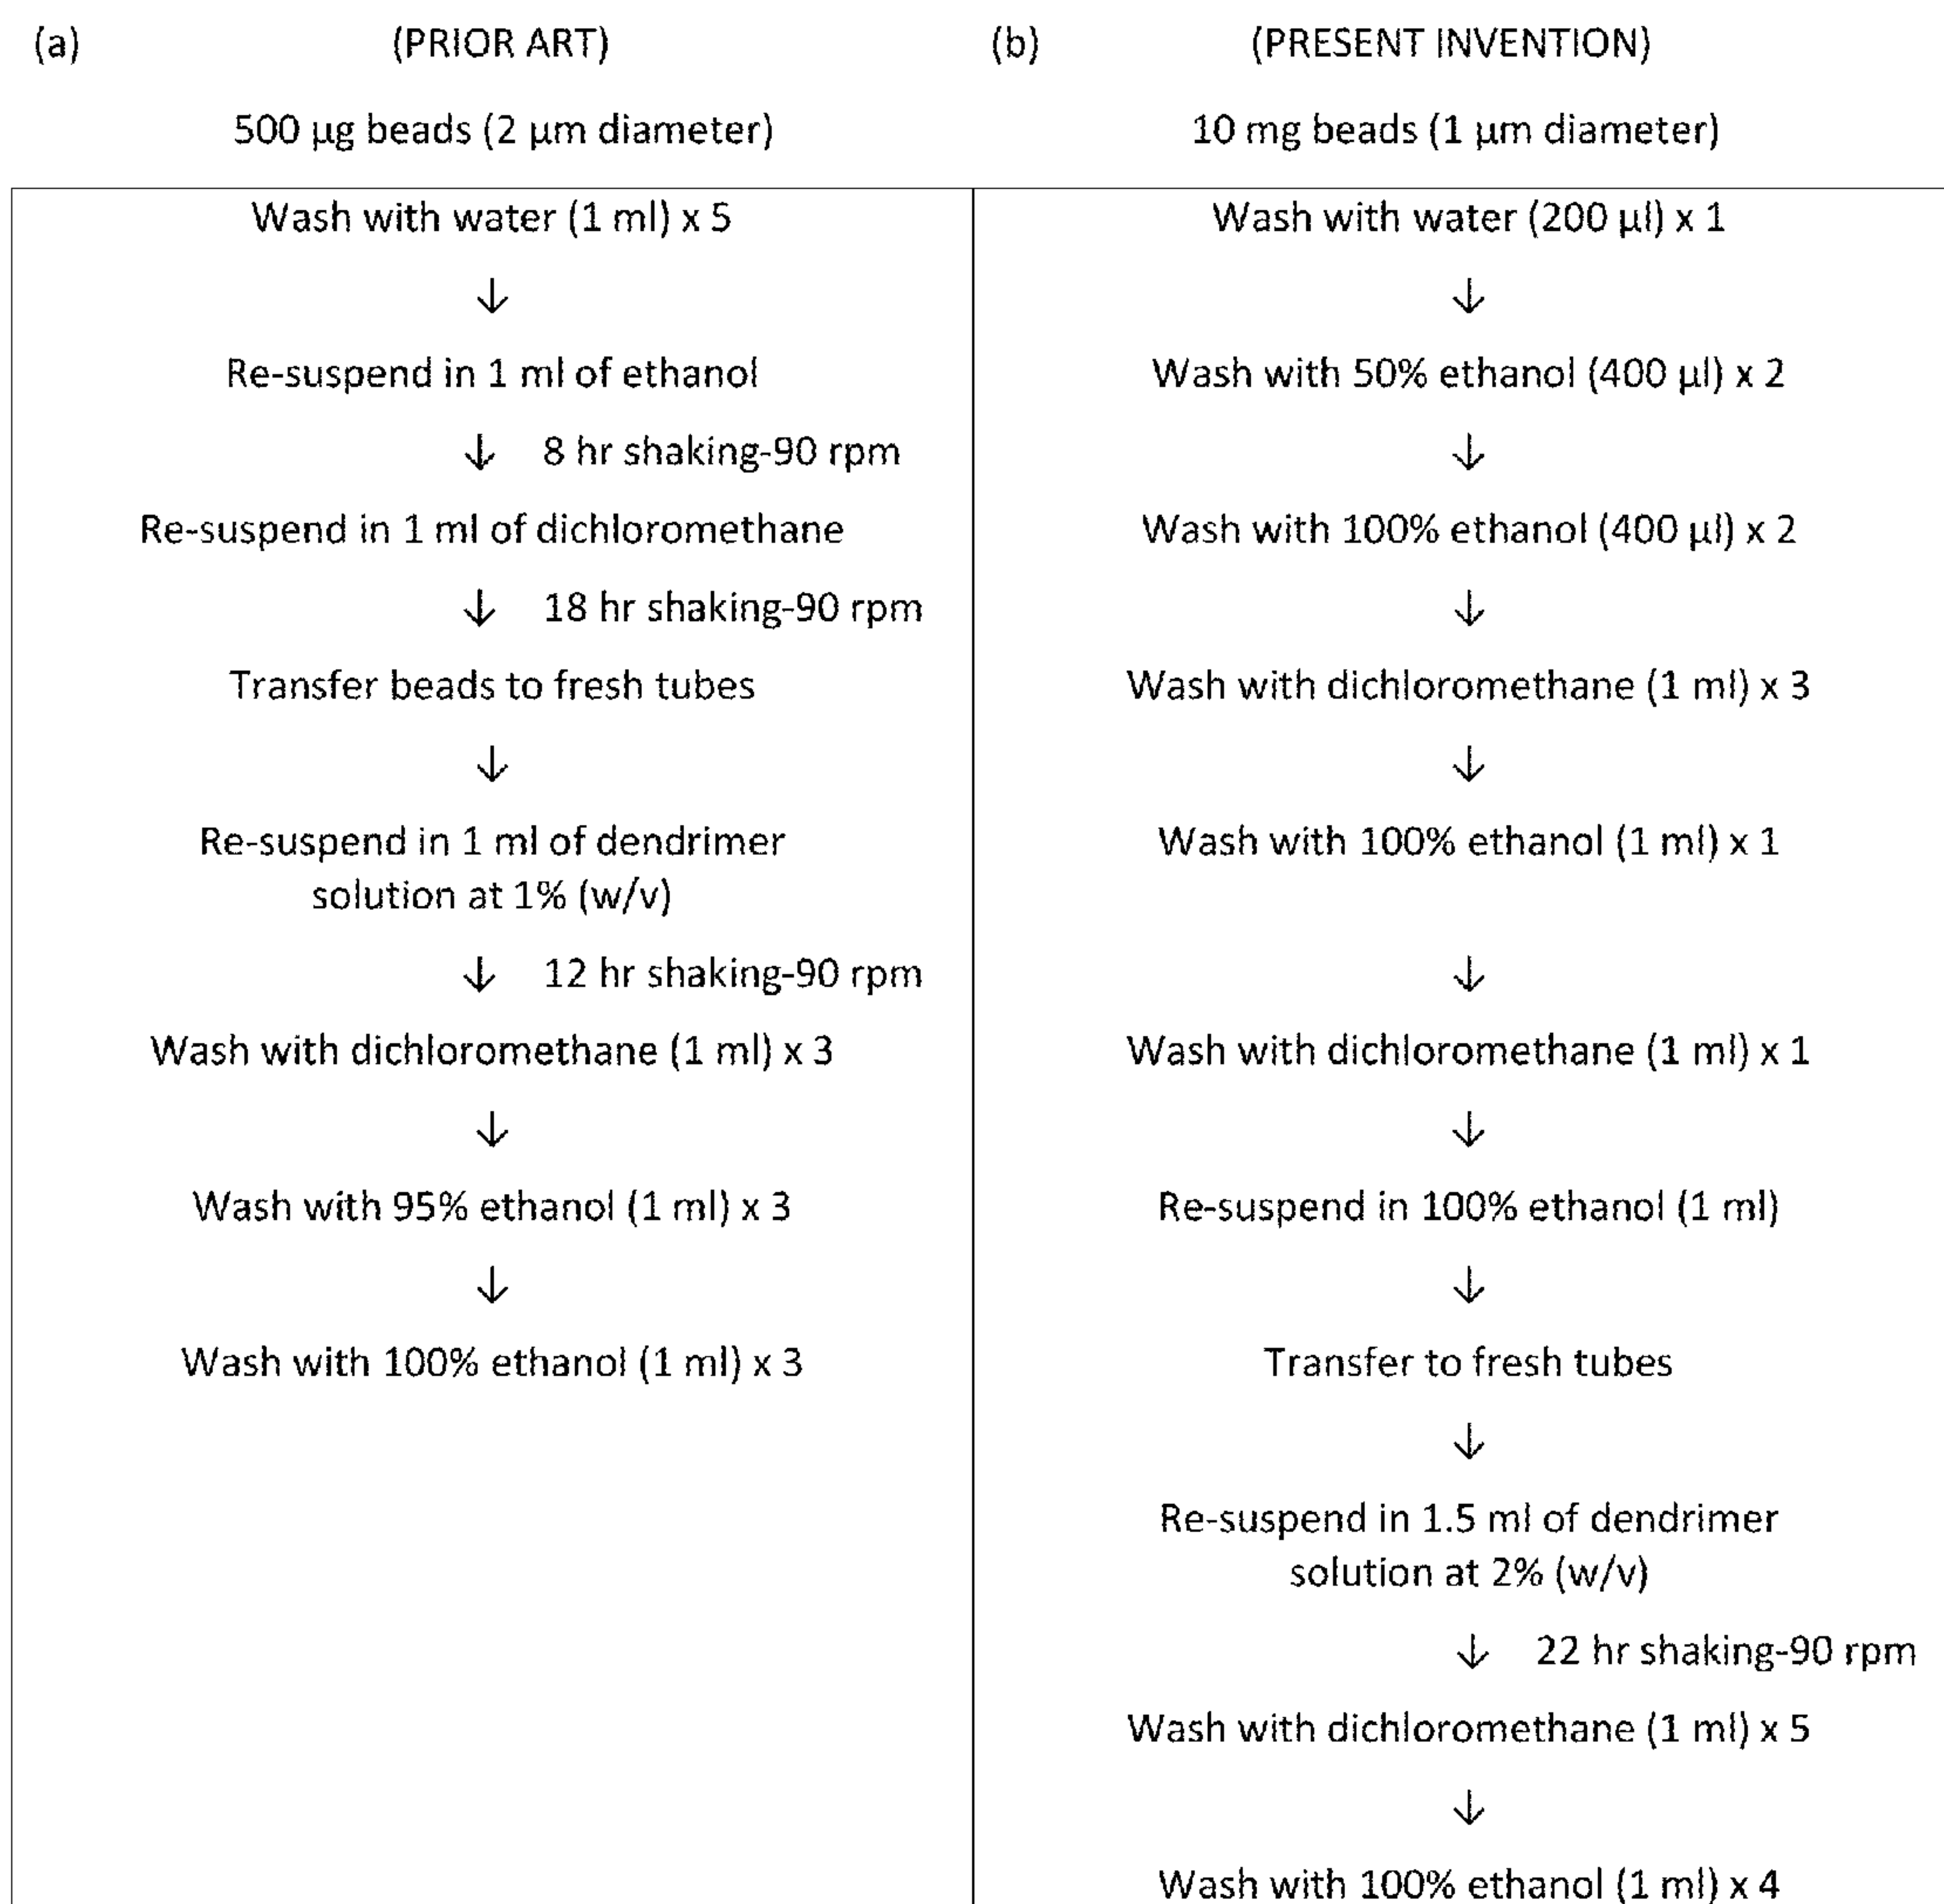 (a) (PRIOR ART)
500 µg beads (2 µm diameter)
Wash with water (1 ml) x 5
↓
Re-suspend in 1 ml of ethanol
↓ 8 hr shaking-90 rpm
Re-suspend in 1 ml of dichloromethane
↓ 18 hr shaking-90 rpm
Transfer beads to fresh tubes
↓
Re-suspend in 1 ml of dendrimer
solution at 1% (w/v)
↓ 12 hr shaking-90 rpm
Wash with dichloromethane (1 ml) x 3
↓
Wash with 95% ethanol (1 ml) x 3
↓
Wash with 100% ethanol (1 ml) x 3
(b) (PRESENT INVENTION)
10 mg beads (1 µm diameter)
Wash with water (200 µl) x 1
↓
Wash with 50% ethanol (400 µl) x 2
↓
Wash with 100% ethanol (400 µl) x 2
↓
Wash with dichloromethane (1 ml) x 3
↓
Wash with 100% ethanol (1 ml) x 1
↓
Wash with dichloromethane (1 ml) x 1
↓
Re-suspend in 100% ethanol (1 ml)
↓
Transfer to fresh tubes
↓
Re-suspend in 1.5 ml of dendrimer
solution at 2% (w/v)
↓ 22 hr shaking-90 rpm
Wash with dichloromethane (1 ml) x 5
↓
Wash with 100% ethanol (1 ml) x 4